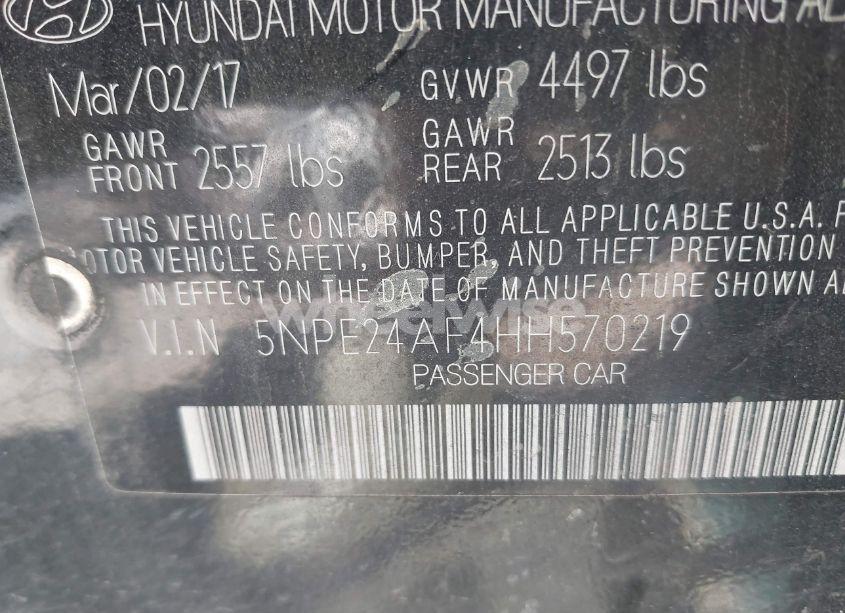 HYUNDAI MOTOR MANUFACTURING AL
Mar/02/17 GVWR 4497 lbs
GAWR FRONT 2557 lbs GAWR REAR 2513 lbs
THIS VEHICLE CONFORMS TO ALL APPLICABLE U.S.A. F
MOTOR VEHICLE SAFETY, BUMPER, AND THEFT PREVENTION
IN EFFECT ON THE DATE OF MANUFACTURE SHOWN A
wheelwise
V.I.N 5NPE24AF4HH570219
PASSENGER CAR